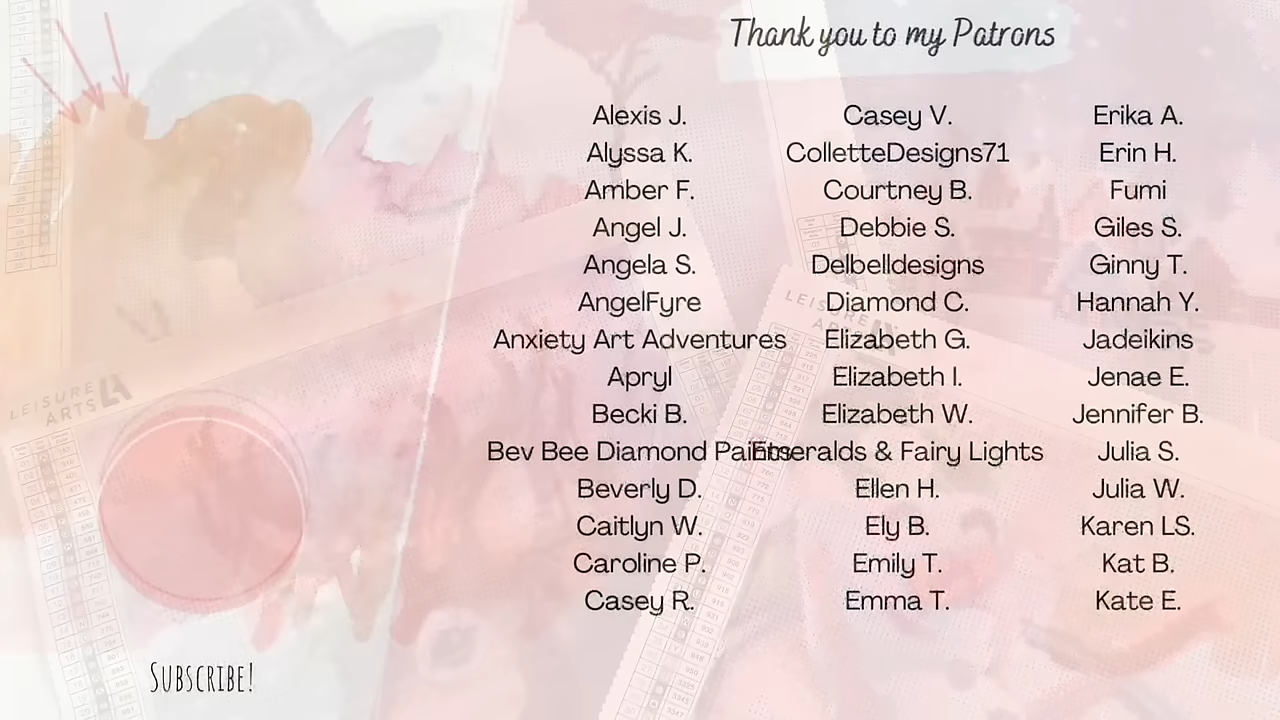 Thank you to my Patrons
Alexis J.
Alyssa K.
Amber F.
Angel J.
Angela S.
AngelFyre
Anxiety Art Adventures
Apryl
Becki B.
Bev Bee Diamond Paints
Beverly D.
Caitlyn W.
Caroline P.
Casey R.
Casey V.
ColletteDesigns71
Courtney B.
Debbie S.
Delbelldesigns
Diamond C.
Elizabeth G.
Elizabeth I.
Elizabeth W.
Emeralds & Fairy Lights
Ellen H.
Ely B.
Emily T.
Emma T.
Erika A.
Erin H.
Fumi
Giles S.
Ginny T.
Hannah Y.
Jadeikins
Jenae E.
Jennifer B.
Julia S.
Julia W.
Karen LS.
Kat B.
Kate E.
LEISURE
ARTS
LEISURE
ARTS
Subscribe!